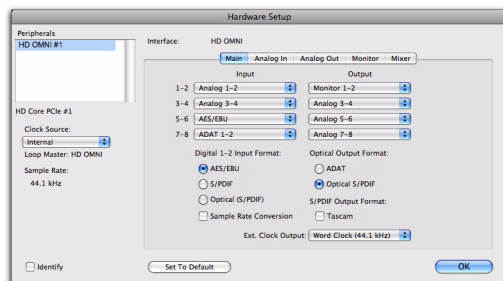 Hardware Setup
Peripherals
HD OMNI #1
Interface: HD OMNI
Main Analog In Analog Out Monitor Mixer
Input Output
1-2 Analog 1-2 Monitor 1-2
3-4 Analog 3-4 Analog 3-4
5-6 AES/EBU Analog 5-6
7-8 ADAT 1-2 Analog 7-8
HD Core PCIe #1
Clock Source:
Internal
Loop Master: HD OMNI
Sample Rate:
44.1 kHz
Digital 1-2 Input Format: Optical Output Format:
AES/EBU ADAT
S/PDIF Optical S/PDIF
Optical (S/PDIF) S/PDIF Output Format:
Sample Rate Conversion Tascam
Ext. Clock Output: Word Clock (44.1 kHz)
Identify Set To Default OK